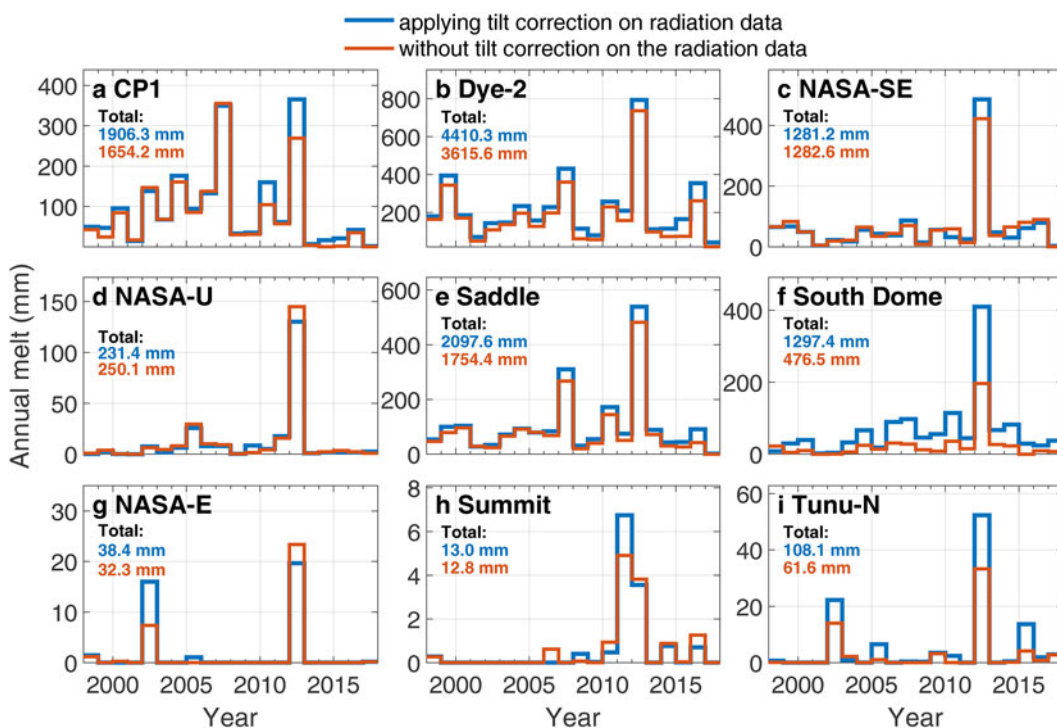 applying tilt correction on radiation data
without tilt correction on the radiation data
Annual melt (mm)
a CP1
Total:
1906.3 mm
1654.2 mm
400
300
200
100
b Dye-2
Total:
4410.3 mm
3615.6 mm
800
600
400
200
c NASA-SE
Total:
1281.2 mm
1282.6 mm
400
200
0
d NASA-U
Total:
231.4 mm
250.1 mm
150
100
50
0
e Saddle
Total:
2097.6 mm
1754.4 mm
600
400
200
0
f South Dome
Total:
1297.4 mm
476.5 mm
400
200
0
g NASA-E
Total:
38.4 mm
32.3 mm
30
20
10
0
2000 2005 2010 2015
Year
h Summit
Total:
13.0 mm
12.8 mm
8
6
4
2
0
2000 2005 2010 2015
Year
i Tunu-N
Total:
108.1 mm
61.6 mm
60
40
20
0
2000 2005 2010 2015
Year